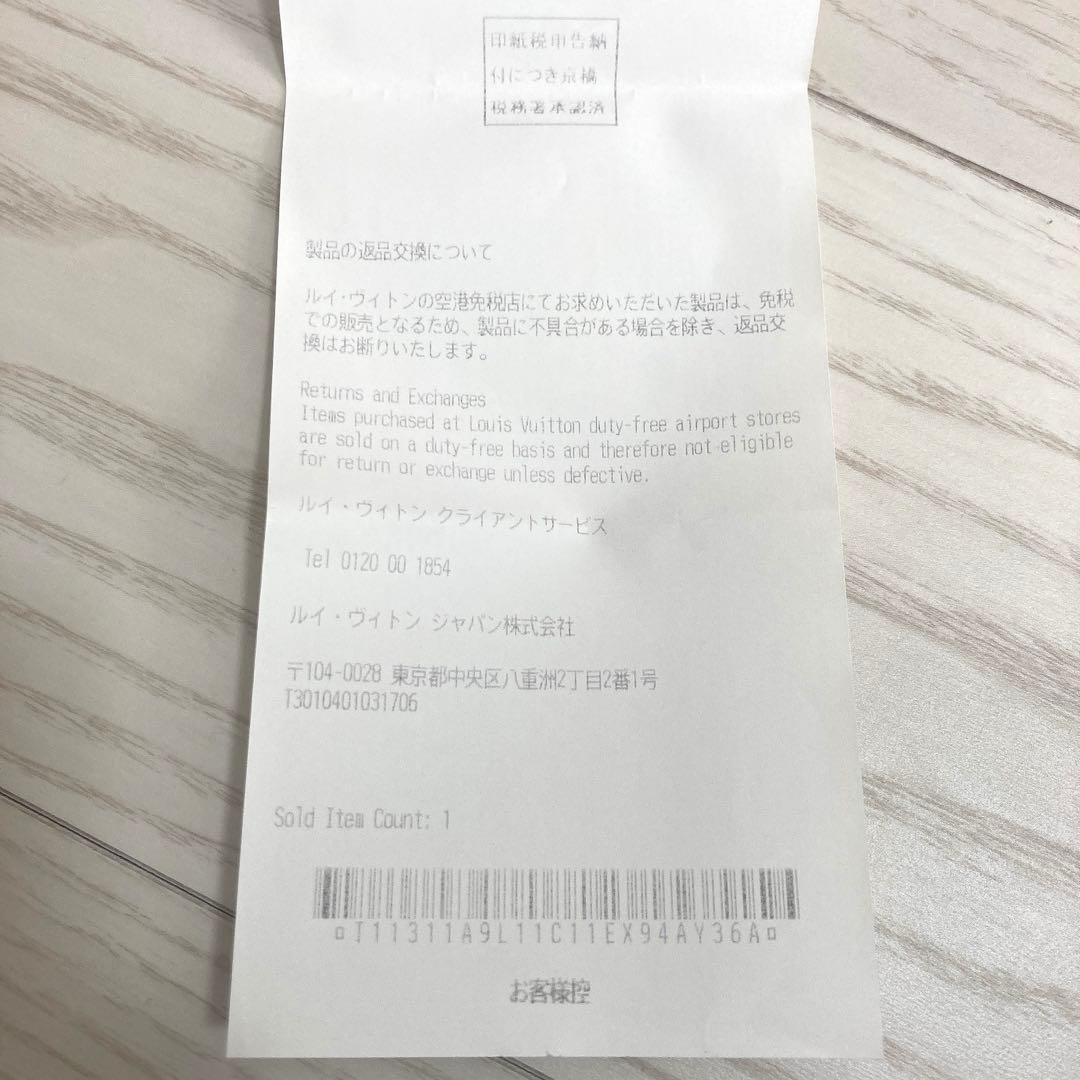 印紙税申告納
付につき京橋
税務署承認済
製品の返品交換について
ルイ・ヴィトンの空港免税店にてお求めいただいた製品は、免税
での販売となるため、製品に不具合がある場合を除き、返品交
換はお断りいたします。
Returns and Exchanges
Items purchased at Louis Vuitton duty-free airport stores
are sold on a duty-free basis and therefore not eligible
for return or exchange unless defective.
ルイ・ヴィトン クライアントサービス
Tel 0120 00 1854
ルイ・ヴィトン ジャパン株式会社
〒104-0028 東京都中央区八重洲2丁目2番1号
T3010401031706
Sold Item Count: 1
¤T11311A9L11C11EX94AY36A¤
お客様控